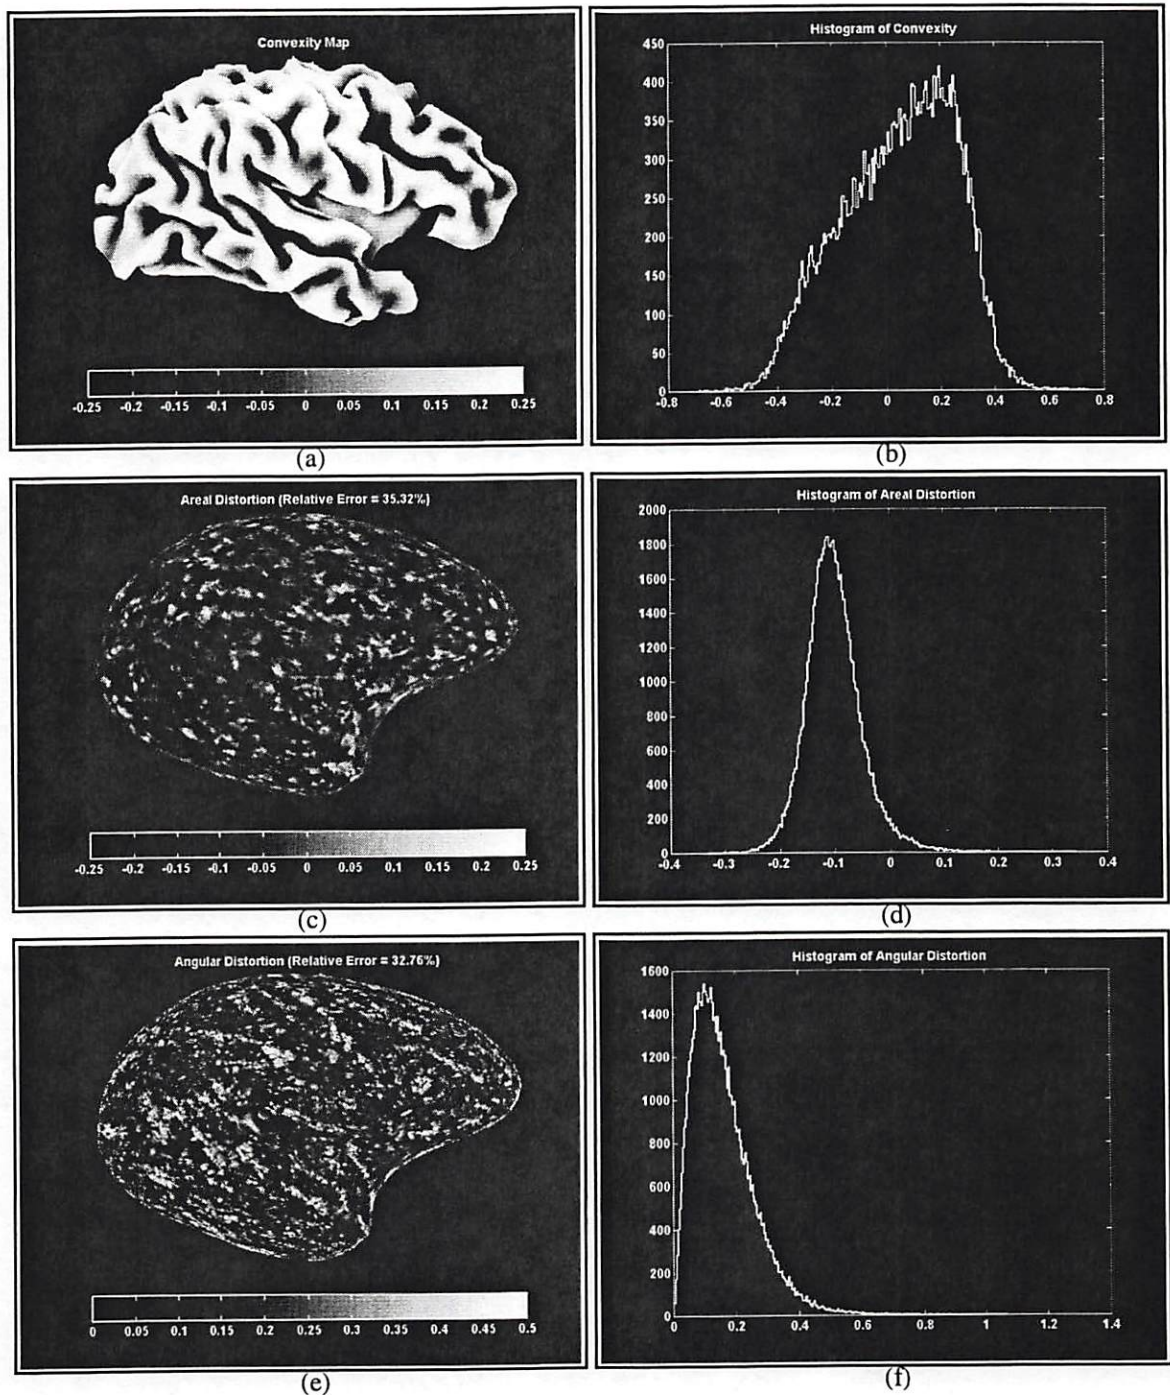 Convexity Map
-0.25 -0.2 -0.15 -0.1 -0.05 0 0.05 0.1 0.15 0.2 0.25
(a)
Histogram of Convexity
450
400
350
300
250
200
150
100
50
0
-0.8 -0.6 -0.4 -0.2 0 0.2 0.4 0.6 0.8
(b)
Areal Distortion (Relative Error = 35.32%)
-0.25 -0.2 -0.15 -0.1 -0.05 0 0.05 0.1 0.15 0.2 0.25
(c)
Histogram of Areal Distortion
2000
1800
1600
1400
1200
1000
800
600
400
200
0
-0.4 -0.3 -0.2 -0.1 0 0.1 0.2 0.3 0.4
(d)
Angular Distortion (Relative Error = 32.76%)
0 0.05 0.1 0.15 0.2 0.25 0.3 0.35 0.4 0.45 0.5
(e)
Histogram of Angular Distortion
1600
1400
1200
1000
800
600
400
200
0
0 0.2 0.4 0.6 0.8 1 1.2 1.4
(f)